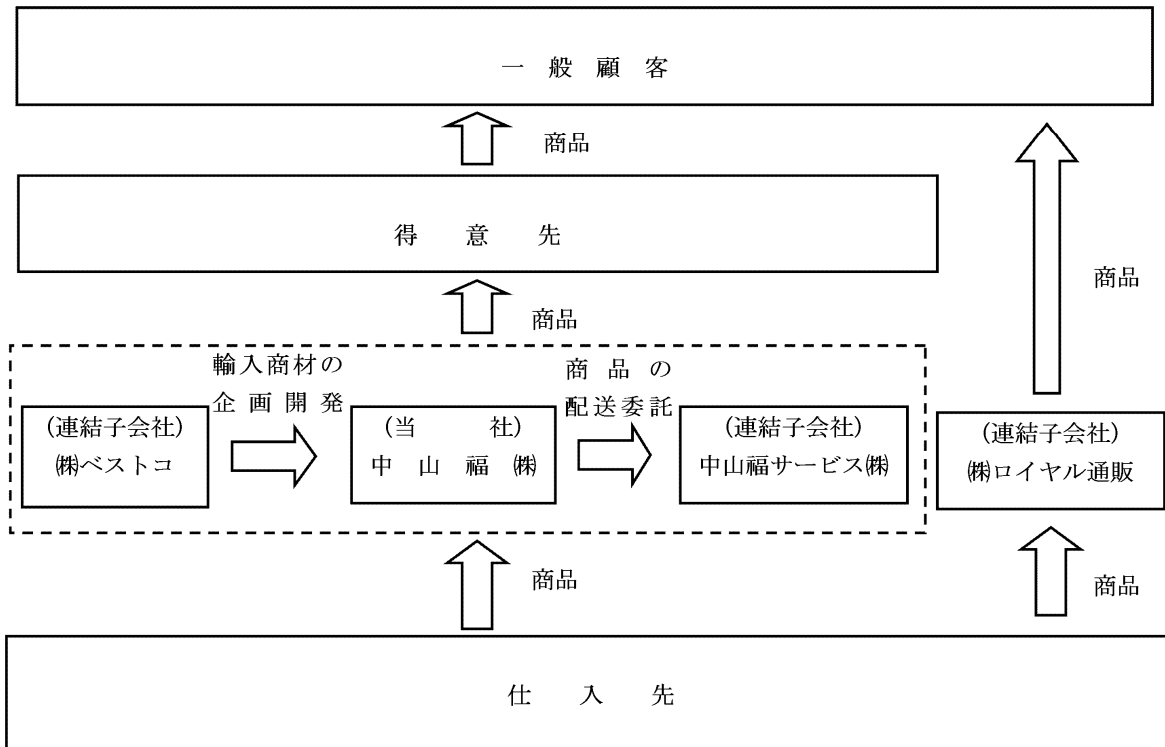 一般顧客
商品
得意先
商品
商品
輸入商材の
企画開発
商品の
配送委託
(連結子会社)
㈱ベストコ
(当社)
中山福㈱
(連結子会社)
中山福サービス㈱
(連結子会社)
㈱ロイヤル通販
商品
商品
仕入先